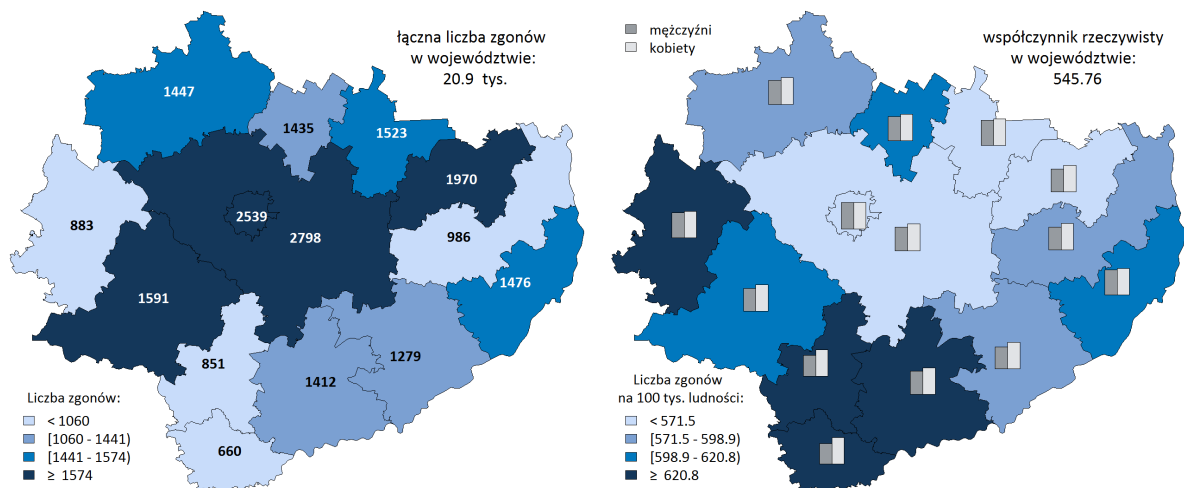 łączna liczba zgonów
w województwie:
20.9 tys.
1447
1435
1523
1970
883
2539
2798
986
1476
1591
851
1412
1279
660
Liczba zgonów:
< 1060
[1060 - 1441)
[1441 - 1574)
≥ 1574
mężczyźni
kobiety
współczynnik rzeczywisty
w województwie:
545.76
Liczba zgonów
na 100 tys. ludności:
< 571.5
[571.5 - 598.9)
[598.9 - 620.8)
≥ 620.8